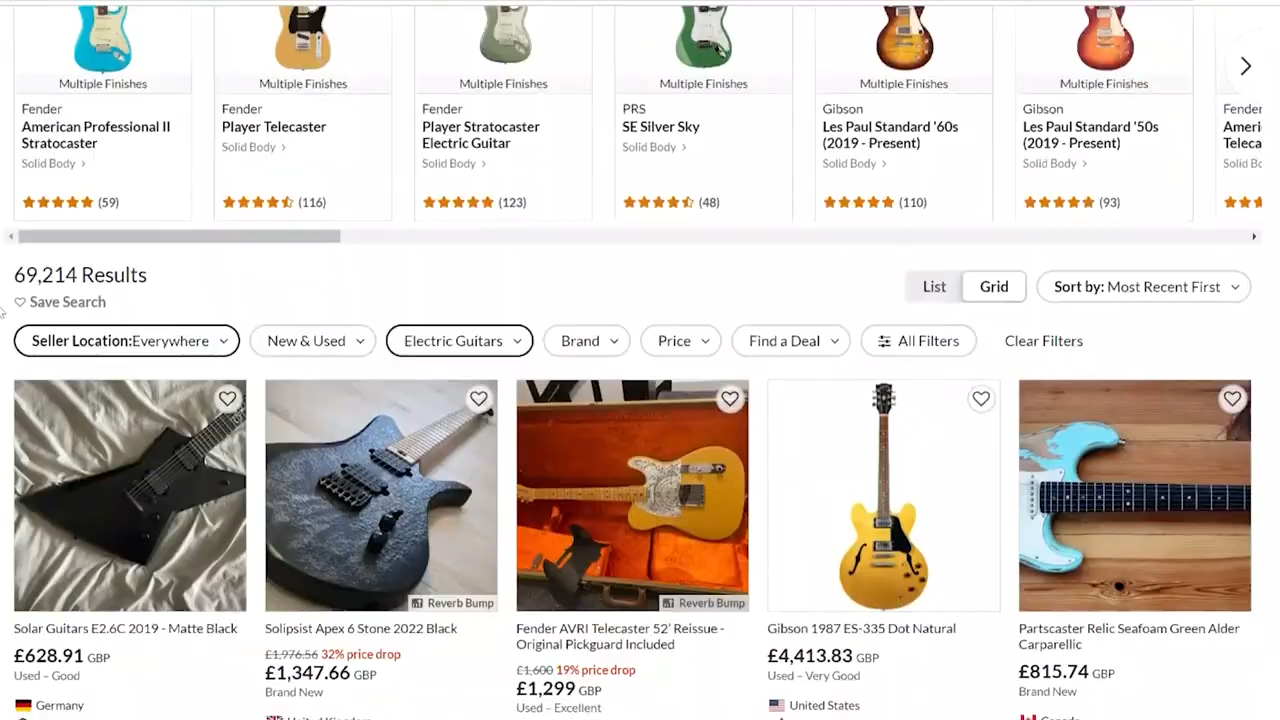 Multiple Finishes
Multiple Finishes
Multiple Finishes
Multiple Finishes
Multiple Finishes
Multiple Finishes
Fender
American Professional II
Stratocaster
Solid Body
(59)
Fender
Player Telecaster
Solid Body
(116)
Fender
Player Stratocaster
Electric Guitar
Solid Body
(123)
PRS
SE Silver Sky
Solid Body
(48)
Gibson
Les Paul Standard '60s
(2019 - Present)
Solid Body
(110)
Gibson
Les Paul Standard '50s
(2019 - Present)
Solid Body
(93)
Fender
Ameri
Teleca
Solid Bo
69,214 Results
Save Search
List
Grid
Sort by: Most Recent First
Seller Location:Everywhere
New & Used
Electric Guitars
Brand
Price
Find a Deal
All Filters
Clear Filters
Reverb Bump
Reverb Bump
Solar Guitars E2.6C 2019 - Matte Black
£628.91 GBP
Used – Good
Germany
Solipsist Apex 6 Stone 2022 Black
£1,976.56 32% price drop
£1,347.66 GBP
Brand New
United Kingdom
Fender AVRI Telecaster 52' Reissue -
Original Pickguard Included
£1,600 19% price drop
£1,299 GBP
Used – Excellent
Gibson 1987 ES-335 Dot Natural
£4,413.83 GBP
Used – Very Good
United States
Partscaster Relic Seafoam Green Alder
Carparellic
£815.74 GBP
Brand New
Canada